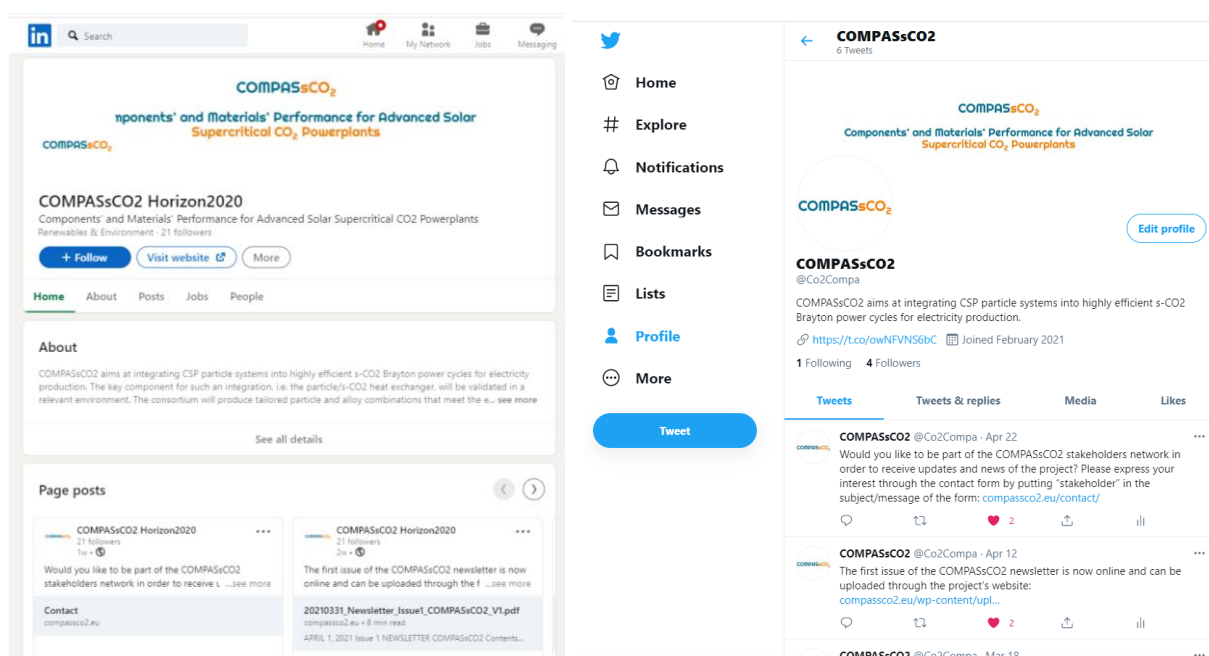 in
Search
Home
My Network
Jobs
Messaging
COMPASsCO2
nponents' and Materials' Performance for Advanced Solar
Supercritical CO2 Powerplants
COMPASsCO2
COMPASsCO2 Horizon2020
Components' and Materials' Performance for Advanced Solar Supercritical CO2 Powerplants
Renewables & Environment · 21 followers
+ Follow
Visit website
More
Home
About
Posts
Jobs
People
About
COMPASsCO2 aims at integrating CSP particle systems into highly efficient s-CO2 Brayton power cycles for electricity
production. The key component for such an integration, i.e. the particle/s-CO2 heat exchanger, will be validated in a
relevant environment. The consortium will produce tailored particle and alloy combinations that meet the e... see more
See all details
Page posts
COMPASsCO2 Horizon2020
21 followers
1w •
Would you like to be part of the COMPASsCO2
stakeholders network in order to receive u ...see more
Contact
compassco2.eu
COMPASsCO2 Horizon2020
21 followers
2w •
The first issue of the COMPASsCO2 newsletter is now
online and can be uploaded through the f ...see more
20210331_Newsletter_Issue1_COMPASsCO2_V1.pdf
compassco2.eu • 8 min read
APRIL 1, 2021 Issue 1 NEWSLETTER COMPASsCO2 Contents...
Home
Explore
Notifications
Messages
Bookmarks
Lists
Profile
More
Tweet
COMPASsCO2
6 Tweets
COMPASsCO2
Components' and Materials' Performance for Advanced Solar
Supercritical CO2 Powerplants
COMPASsCO2
Edit profile
COMPASsCO2
@Co2Compa
COMPASsCO2 aims at integrating CSP particle systems into highly efficient s-CO2
Brayton power cycles for electricity production.
https://t.co/owNFVNS6bC Joined February 2021
1 Following 4 Followers
Tweets
Tweets & replies
Media
Likes
COMPASsCO2
COMPASsCO2 @Co2Compa · Apr 22
Would you like to be part of the COMPASsCO2 stakeholders network in
order to receive updates and news of the project? Please express your
interest through the contact form by putting "stakeholder" in the
subject/message of the form: compassco2.eu/contact/
2
COMPASsCO2
COMPASsCO2 @Co2Compa · Apr 12
The first issue of the COMPASsCO2 newsletter is now online and can be
uploaded through the project's website:
compassco2.eu/wp-content/upl...
2
COMPASsCO2 @Co2Compa · Mar 18